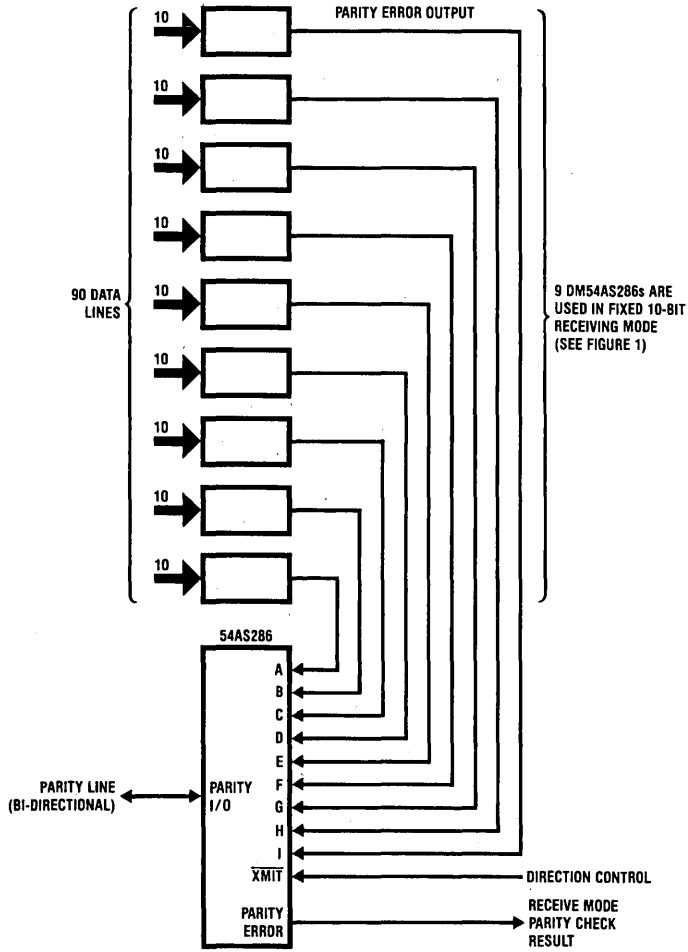 PARITY ERROR OUTPUT
10
10
10
10
10
10
10
10
10
90 DATA
LINES
9 DM54AS286s ARE
USED IN FIXED 10-BIT
RECEIVING MODE
(SEE FIGURE 1)
54AS286
A
B
C
D
E
F
G
H
I
XMIT
PARITY
I/O
PARITY
ERROR
PARITY LINE
(BI-DIRECTIONAL)
DIRECTION CONTROL
RECEIVE MODE
PARITY CHECK
RESULT